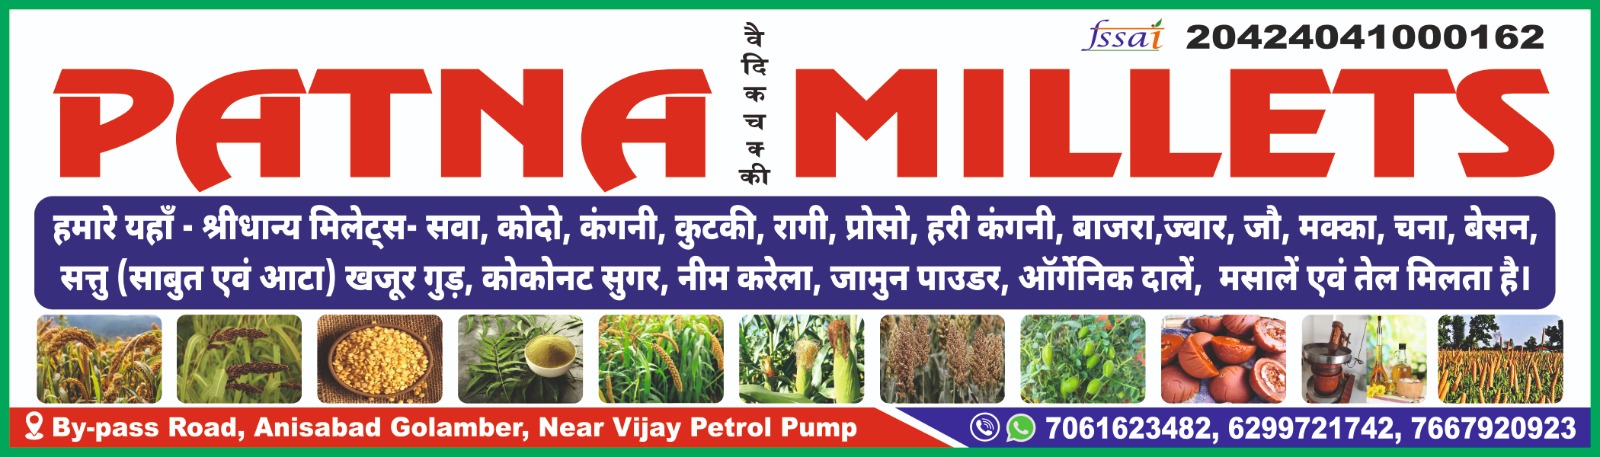 fssai 20424041000162
PATNA वैदिक चक्की MILLETS
हमारे यहाँ - श्रीधान्य मिलेट्स- सवा, कोदो, कंगनी, कुटकी, रागी, प्रोसो, हरी कंगनी, बाजरा,ज्वार, जौ, मक्का, चना, बेसन,
सत्तु (साबुत एवं आटा) खजूर गुड़, कोकोनट सुगर, नीम करेला, जामुन पाउडर, ऑर्गेनिक दालें, मसालें एवं तेल मिलता है।
By-pass Road, Anisabad Golamber, Near Vijay Petrol Pump
7061623482, 6299721742, 7667920923